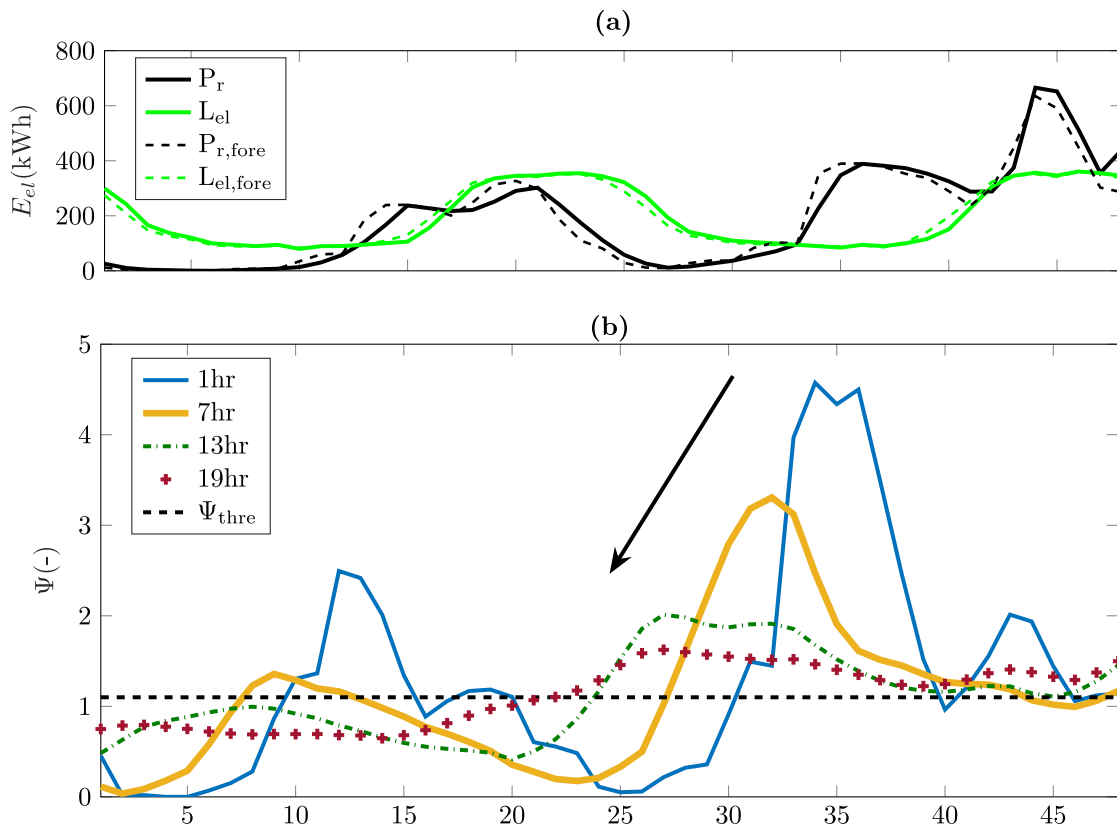 (a)
800
600
400
200
0
E_el(kWh)
P_r
L_el
P_r,fore
L_el,fore
(b)
5
4
3
2
1
0
Ψ(-)
1hr
7hr
13hr
19hr
Ψ_thre
5 10 15 20 25 30 35 40 45